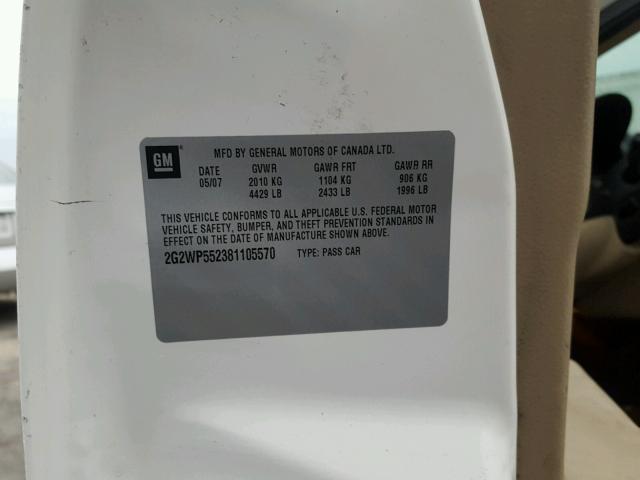 GM
MFD BY GENERAL MOTORS OF CANADA LTD.
DATE GVWR GAWR FRT GAWR RR
05/07 2010 KG 1104 KG 906 KG
4429 LB 2433 LB 1996 LB
THIS VEHICLE CONFORMS TO ALL APPLICABLE U.S. FEDERAL MOTOR
VEHICLE SAFETY, BUMPER, AND THEFT PREVENTION STANDARDS IN
EFFECT ON THE DATE OF MANUFACTURE SHOWN ABOVE.
2G2WP552381105570 TYPE: PASS CAR